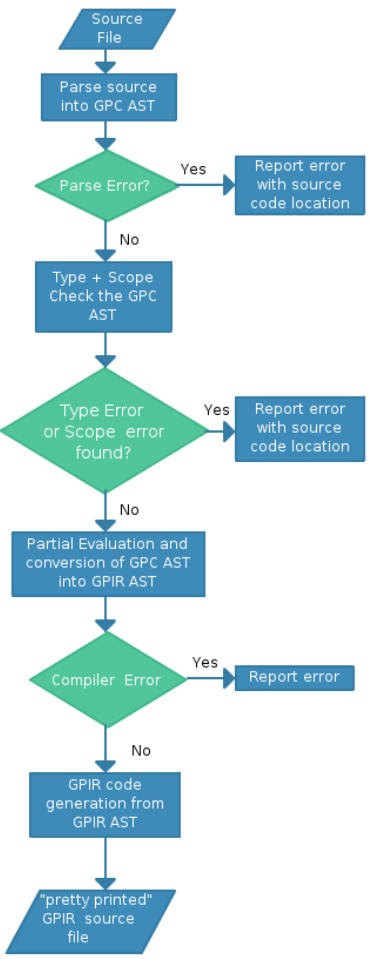 Source
File
Parse source
into GPC AST
Parse Error?
Yes
Report error
with source
code location
No
Type + Scope
Check the GPC
AST
Type Error
or Scope error
found?
Yes
Report error
with source
code location
No
Partial Evaluation and
conversion of GPC AST
into GPIR AST
Compiler Error
Yes
Report error
No
GPIR code
generation from
GPIR AST
"pretty printed"
GPIR source
file